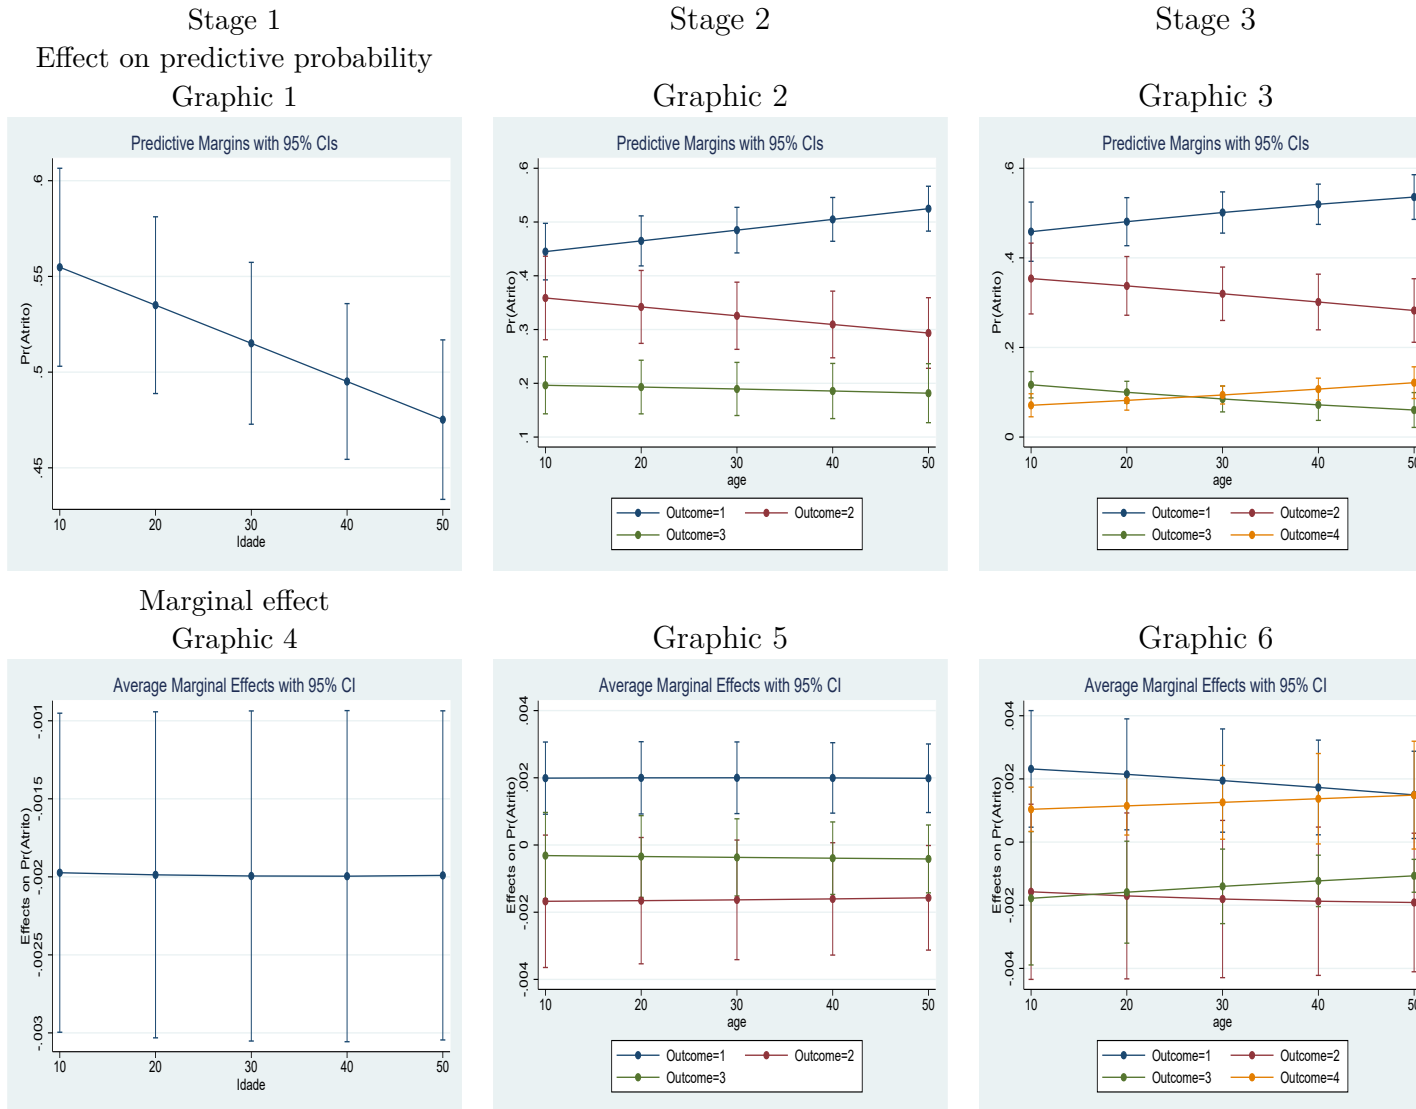 Stage 1
Stage 2
Stage 3
Effect on predictive probability
Graphic 1
Graphic 2
Graphic 3
Predictive Margins with 95% CIs
Pr(Atrito)
.6
.55
.5
.45
10 20 30 40 50
Idade
Predictive Margins with 95% CIs
Pr(Atrito)
.6
.5
.4
.3
.2
.1
10 20 30 40 50
age
Outcome=1 Outcome=2
Outcome=3
Predictive Margins with 95% CIs
Pr(Atrito)
.6
.4
.2
0
10 20 30 40 50
age
Outcome=1 Outcome=2
Outcome=3 Outcome=4
Marginal effect
Graphic 4
Graphic 5
Graphic 6
Average Marginal Effects with 95% CI
Effects on Pr(Atrito)
-.001
-.0015
-.002
-.0025
-.003
10 20 30 40 50
Idade
Average Marginal Effects with 95% CI
Effects on Pr(Atrito)
.004
.002
0
-.002
-.004
10 20 30 40 50
age
Outcome=1 Outcome=2
Outcome=3
Average Marginal Effects with 95% CI
Effects on Pr(Atrito)
.004
.002
0
-.002
-.004
10 20 30 40 50
age
Outcome=1 Outcome=2
Outcome=3 Outcome=4